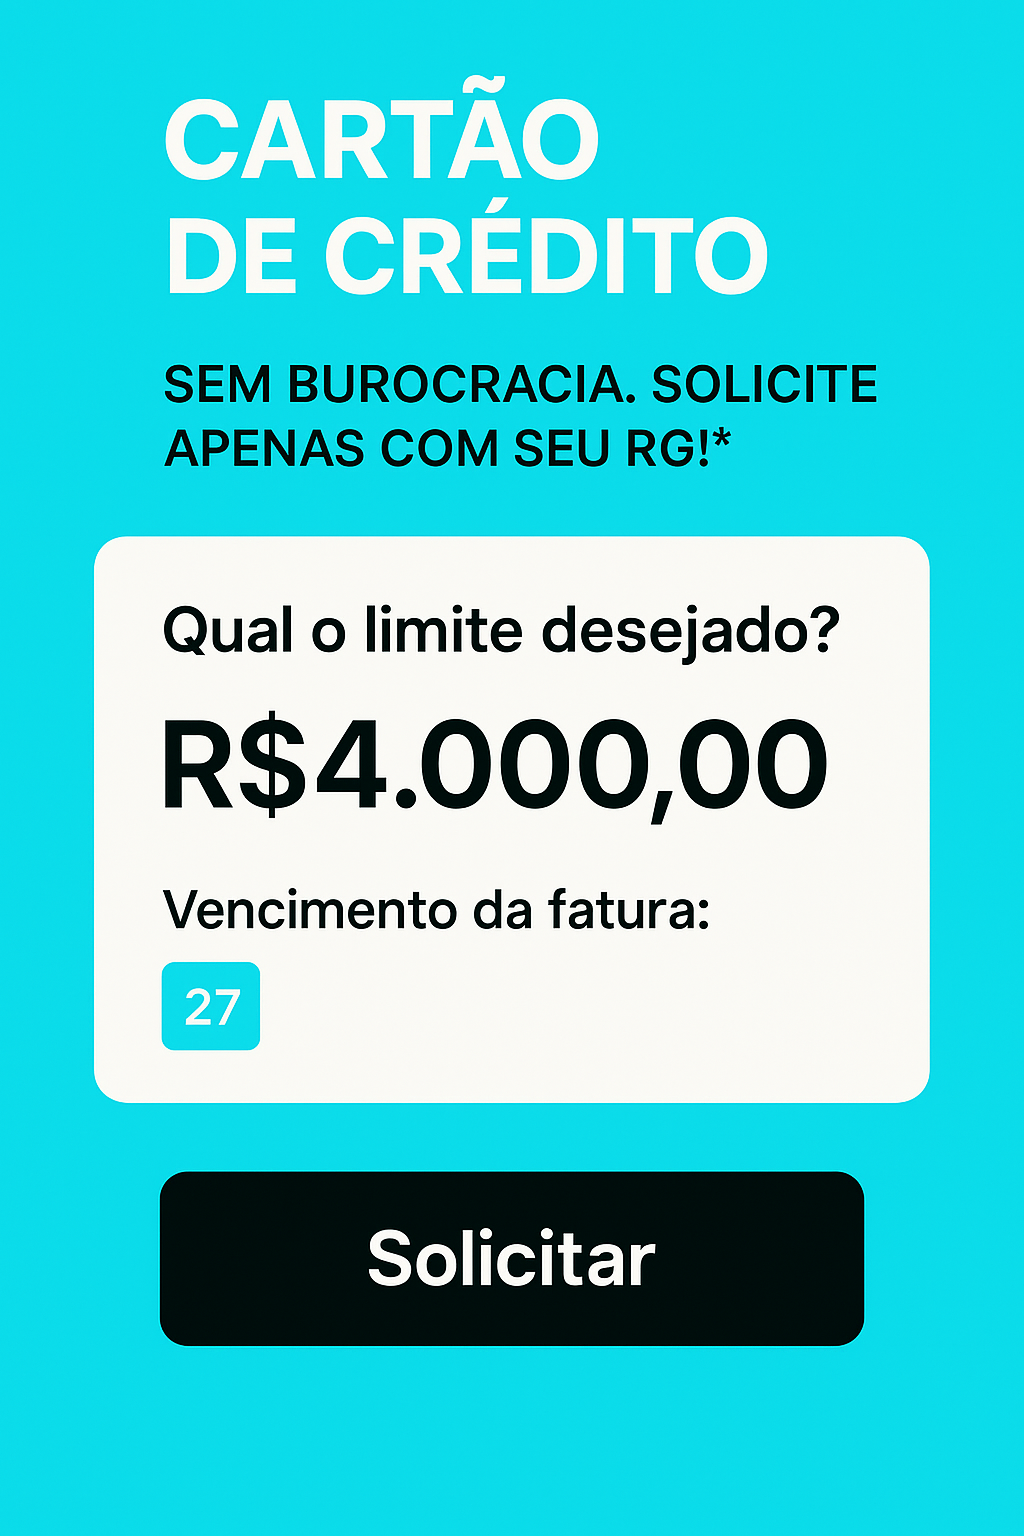 CARTÃO
DE CRÉDITO
SEM BUROCRACIA. SOLICITE
APENAS COM SEU RG!*
Qual o limite desejado?
R$4.000,00
Vencimento da fatura:
27
Solicitar